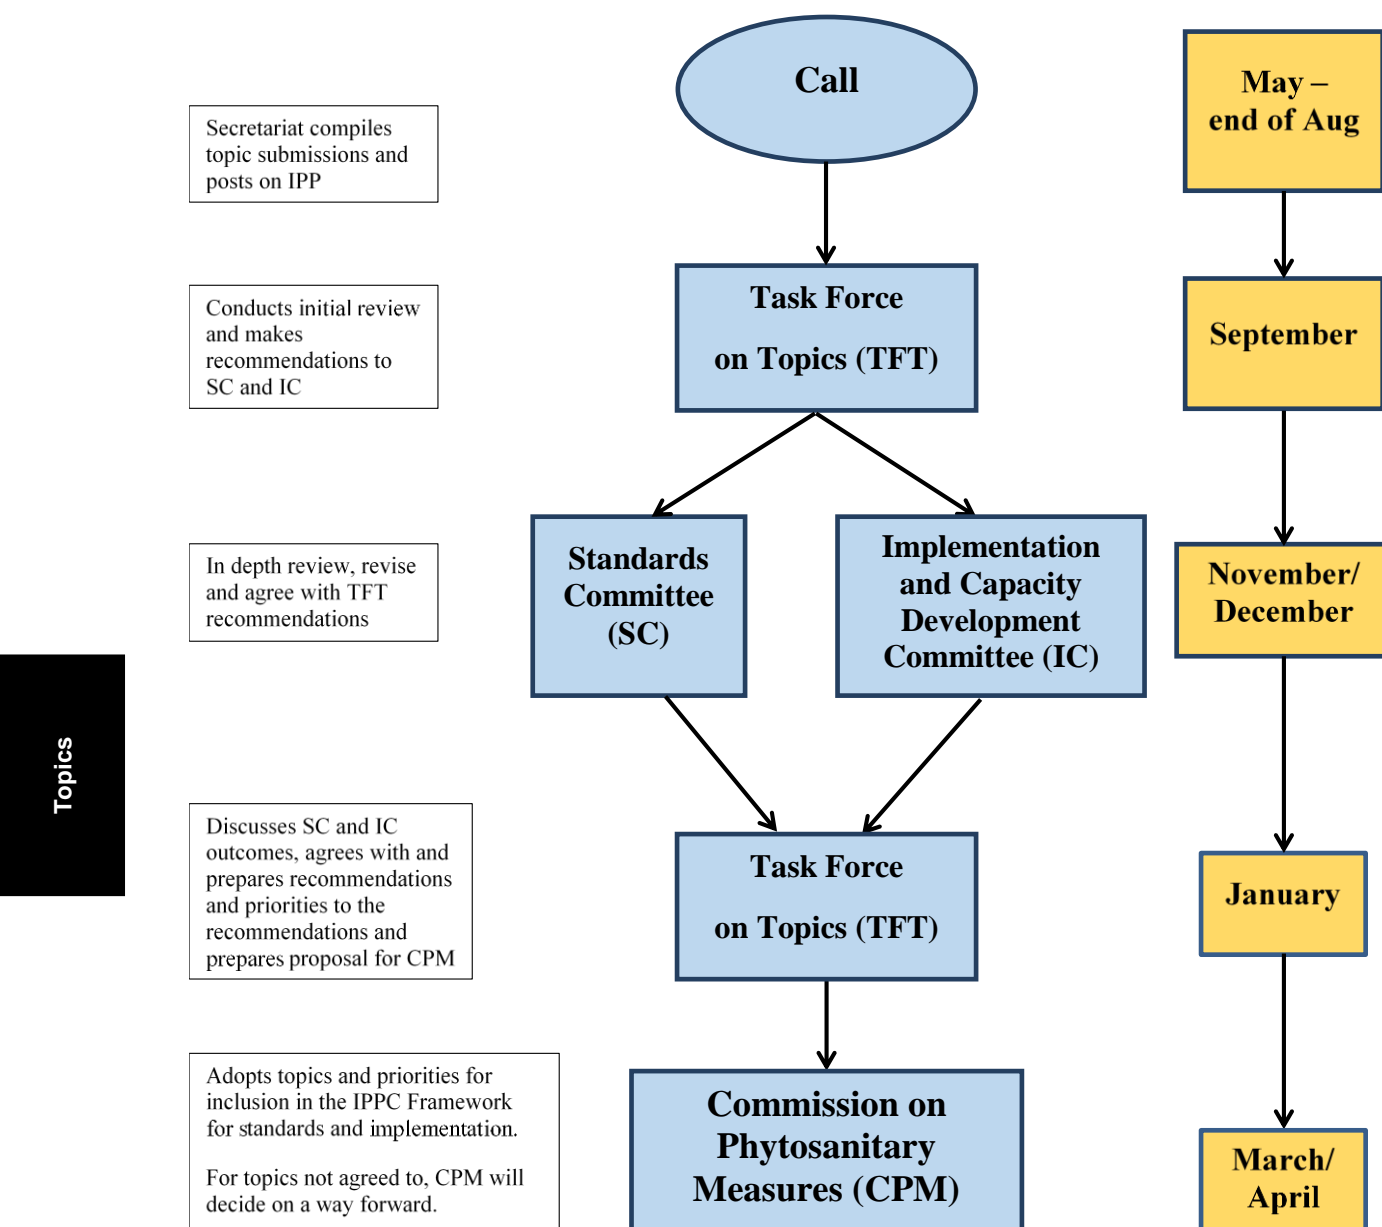 Call
May –
end of Aug
Secretariat compiles
topic submissions and
posts on IPP
Task Force
on Topics (TFT)
September
Conducts initial review
and makes
recommendations to
SC and IC
Standards
Committee
(SC)
Implementation
and Capacity
Development
Committee (IC)
November/
December
In depth review, revise
and agree with TFT
recommendations
Topics
Discusses SC and IC
outcomes, agrees with and
prepares recommendations
and priorities to the
recommendations and
prepares proposal for CPM
Task Force
on Topics (TFT)
January
Adopts topics and priorities for
inclusion in the IPPC Framework
for standards and implementation.
For topics not agreed to, CPM will
decide on a way forward.
Commission on
Phytosanitary
Measures (CPM)
March/
April